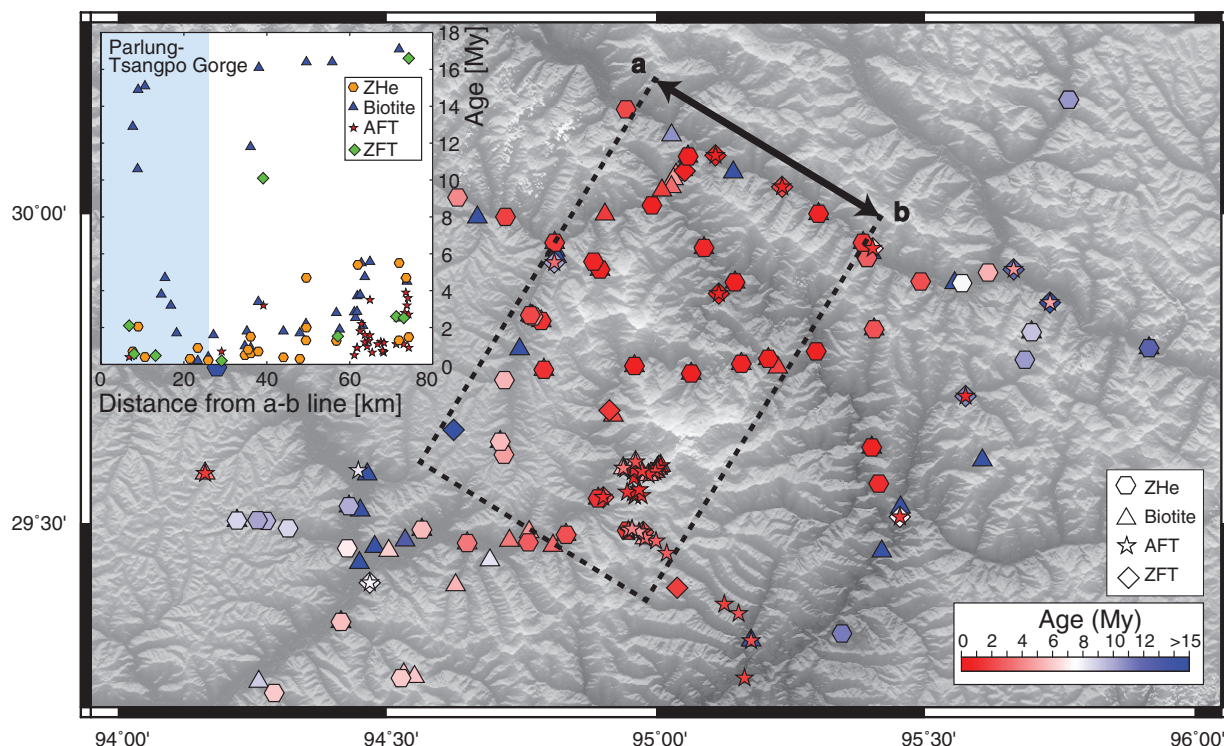 Parlung-
Tsangpo Gorge
ZHe
Biotite
AFT
ZFT
18
16
14
12
10
8
6
4
2
0
Age [My]
0 20 40 60 80
Distance from a-b line [km]
a
b
30°00'
29°30'
ZHe
Biotite
AFT
ZFT
Age (My)
0 2 4 6 8 10 12 >15
94°00' 94°30' 95°00' 95°30' 96°00'